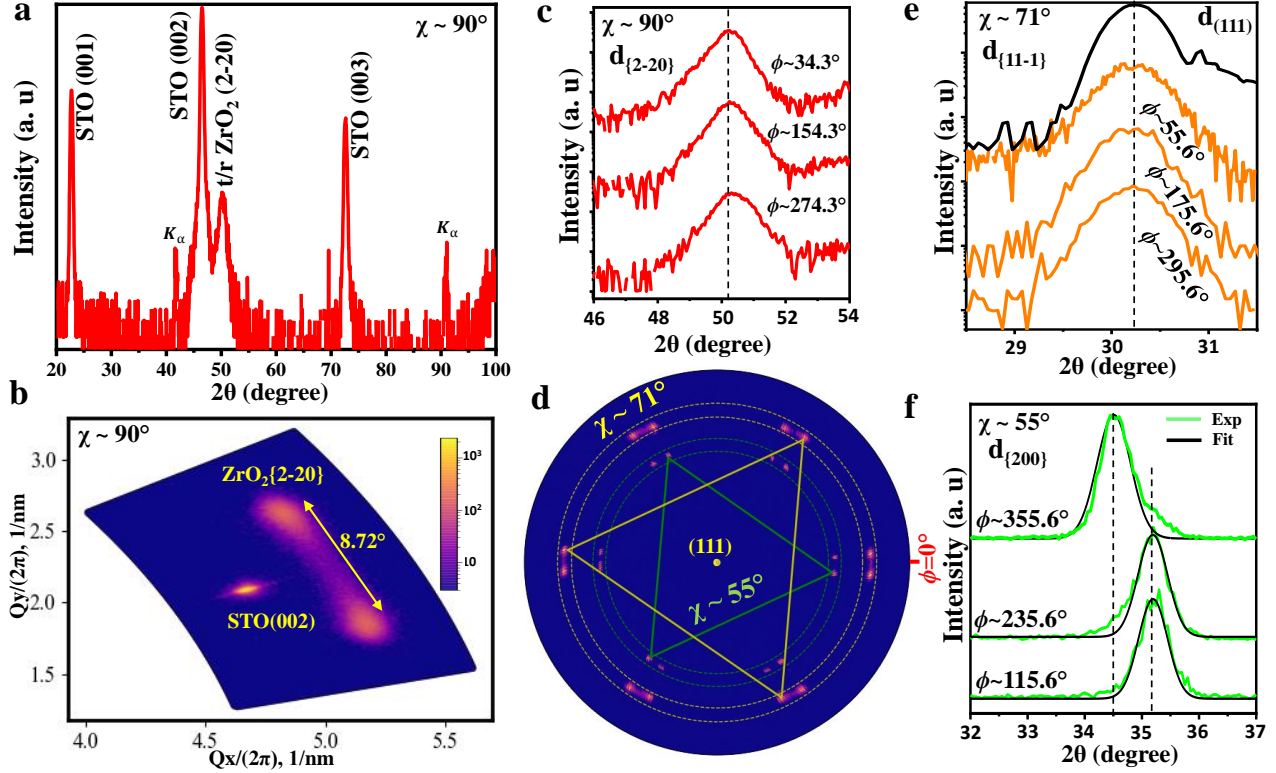 a
χ ~ 90°
STO (001)
STO (002)
t/r ZrO₂ (2-20)
STO (003)
Kα
Kα
Intensity (a. u)
20 30 40 50 60 70 80 90 100
2θ (degree)
b
χ ~ 90°
ZrO₂{2-20}
8.72°
STO(002)
10³
10²
10
3.0
2.5
2.0
1.5
Qy/(2π), 1/nm
4.0 4.5 5.0 5.5
Qx/(2π), 1/nm
c
χ ~ 90°
d{2-20}
ϕ~34.3°
ϕ~154.3°
ϕ~274.3°
Intensity (a. u)
46 48 50 52 54
2θ (degree)
d
χ ~ 71°
(111)
χ ~ 55°
ϕ=0°
e
χ ~ 71°
d(111)
d{11-1}
ϕ~55.6°
ϕ~175.6°
ϕ~295.6°
Intensity (a. u)
29 30 31
2θ (degree)
f
χ ~ 55°
d{200}
Exp
Fit
ϕ~355.6°
ϕ~235.6°
ϕ~115.6°
Intensity (a. u)
32 33 34 35 36 37
2θ (degree)